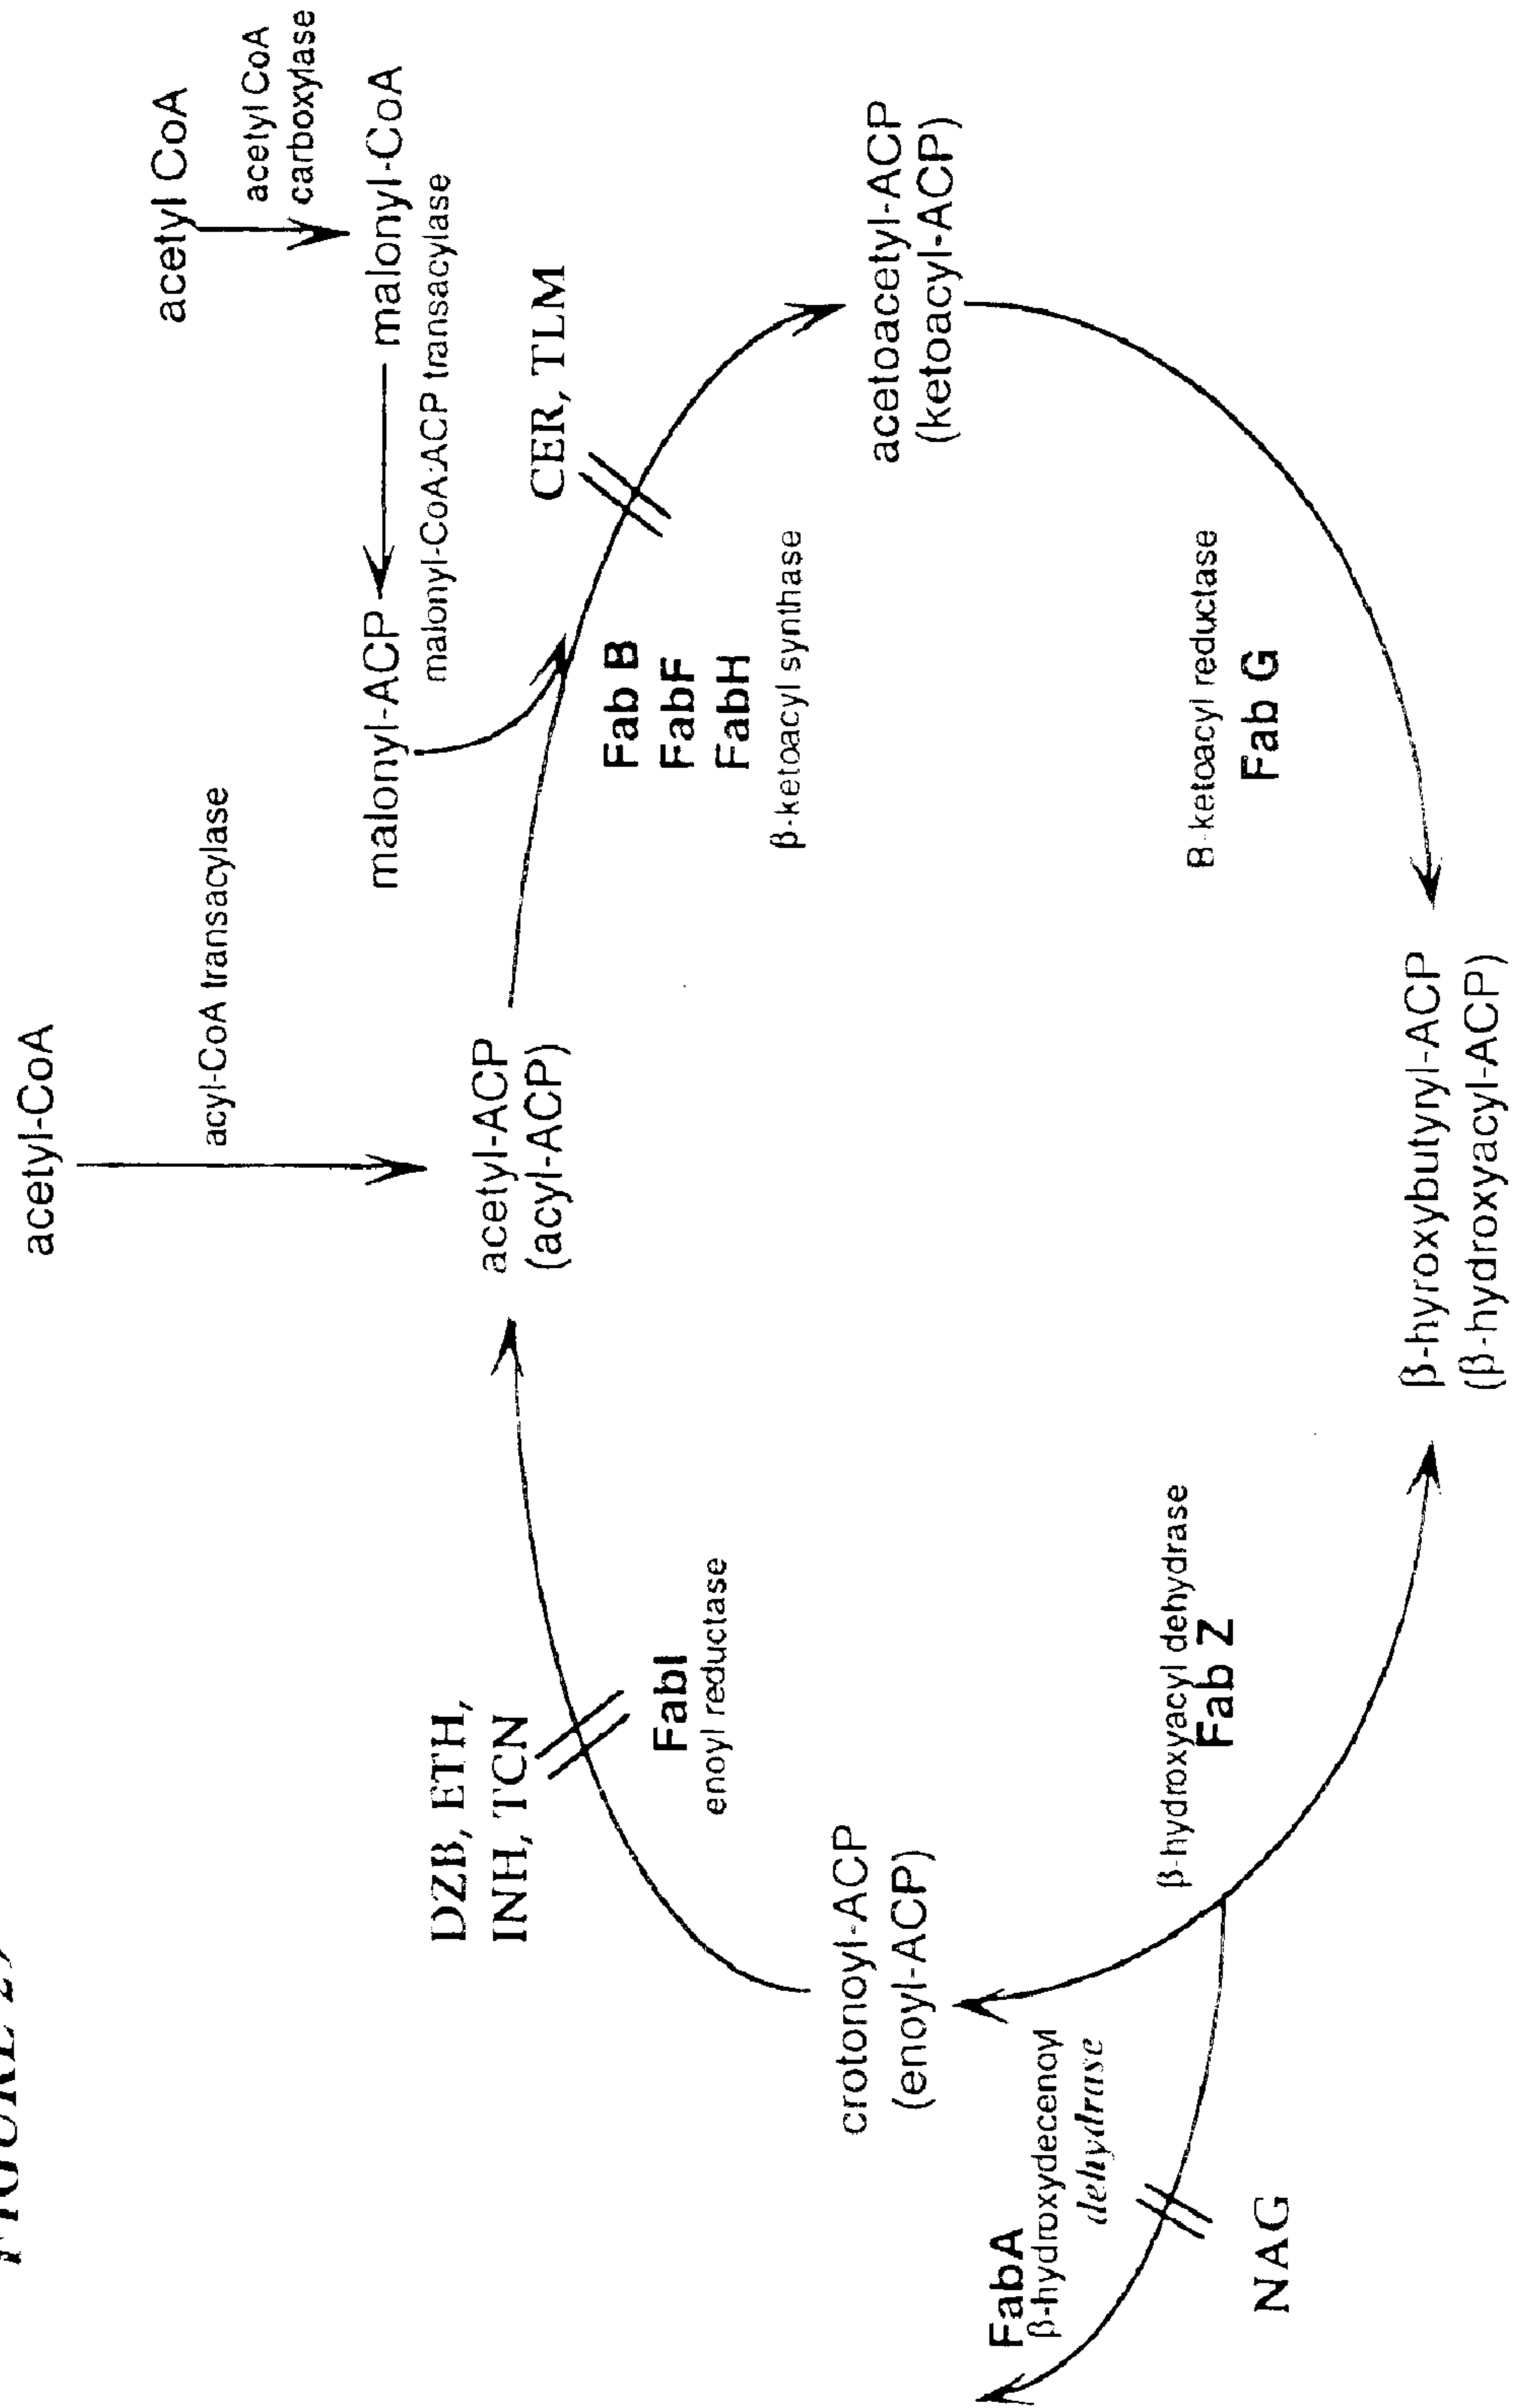 FIGURE 27
acetyl-CoA
acyl-CoA transacylase
acetyl CoA
acetyl CoA
carboxylase
malonyl-CoA
malonyl-CoA:ACP transacylase
malonyl-ACP
acetyl-ACP
(acyl-ACP)
CER, TLM
Fab B
FabF
FabH
β-ketoacyl synthase
acetoacetyl-ACP
(ketoacyl-ACP)
B-ketoacyl reductase
Fab G
β-hyroxybutyryl-ACP
(β-hydroxyacyl-ACP)
β-hydroxyacyl dehydrase
Fab Z
FabA
β-hydroxydecenoyl
dehydrase
NAG
crotonoyl-ACP
(enoyl-ACP)
DZB, ETH,
INH, TCN
FabI
enoyl reductase